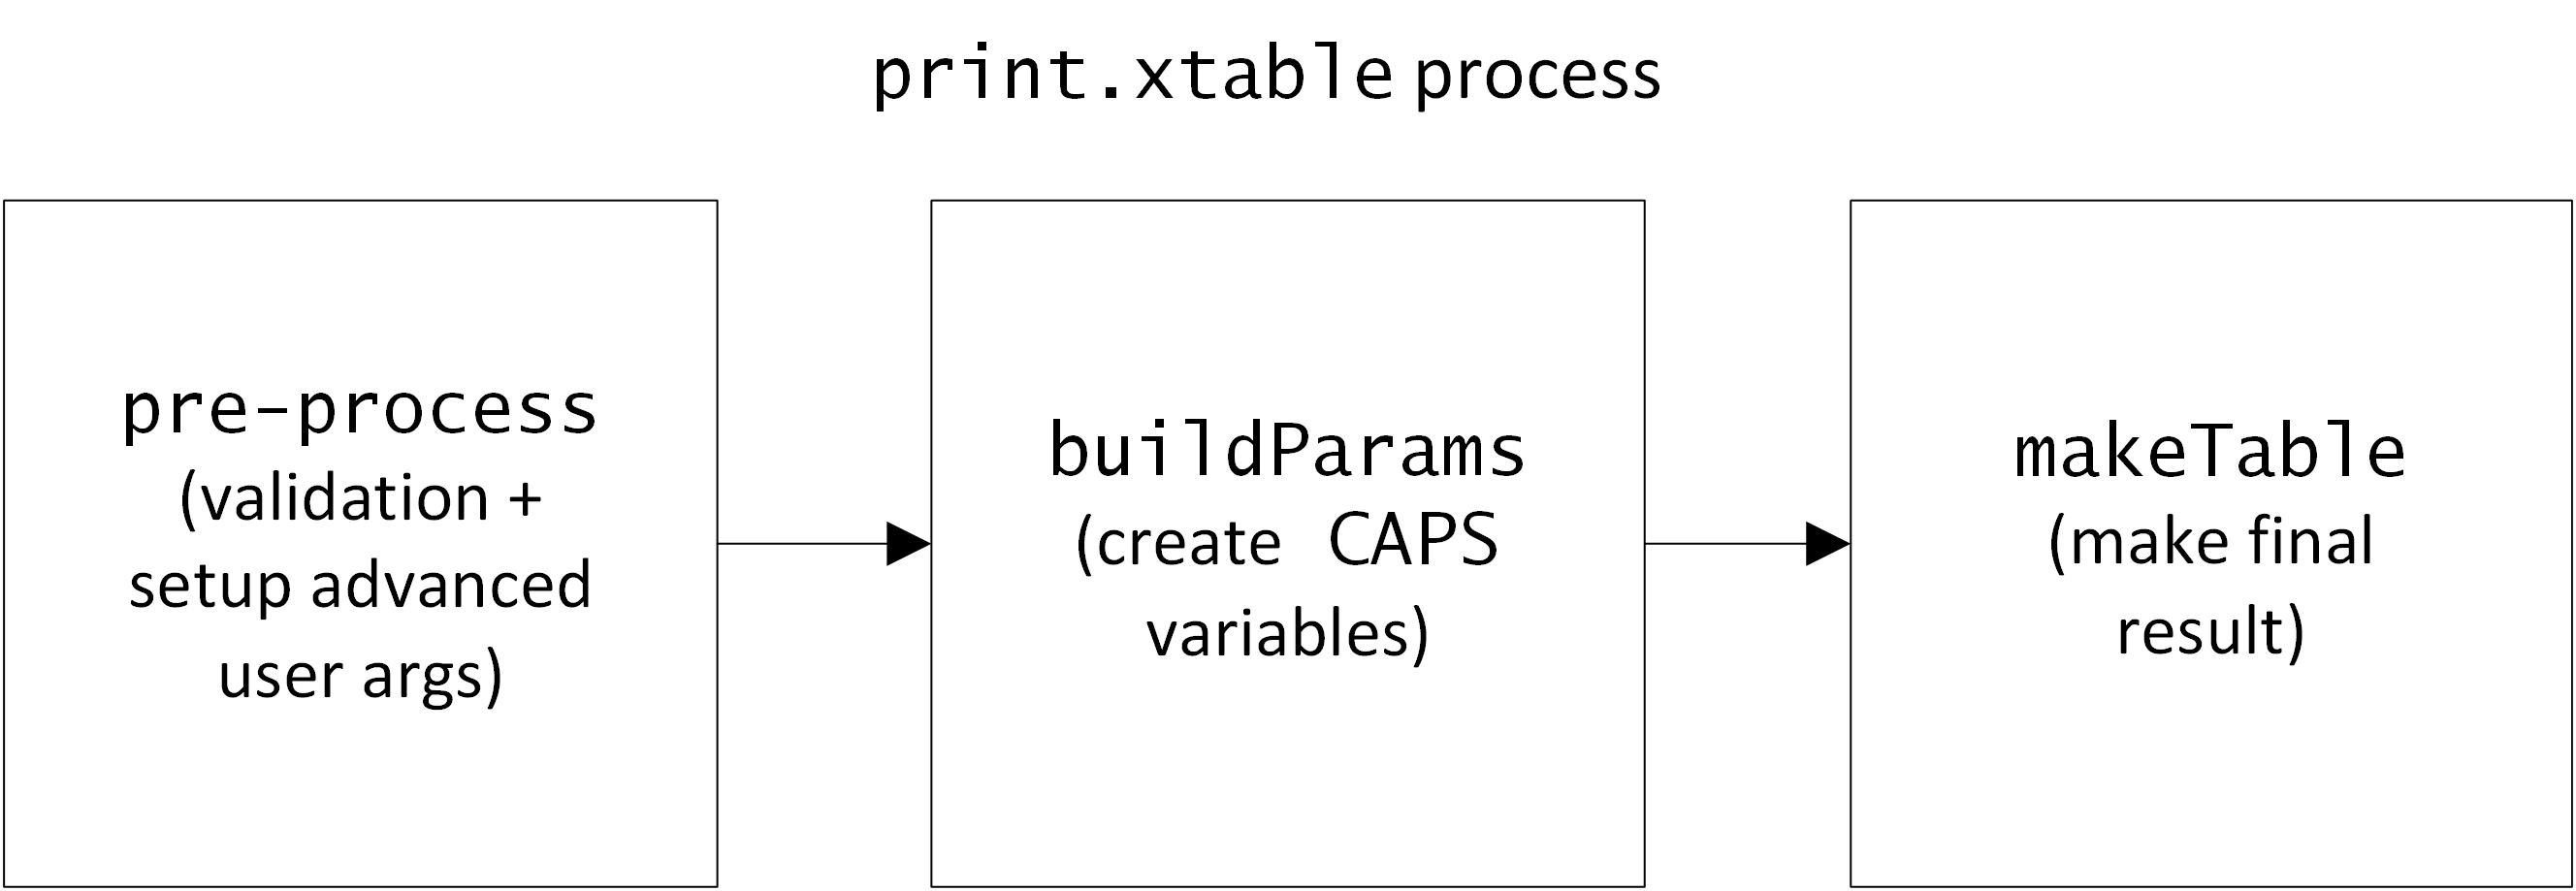 print.xtable process
pre-process
(validation +
setup advanced
user args)
buildParams
(create CAPS
variables)
makeTable
(make final
result)